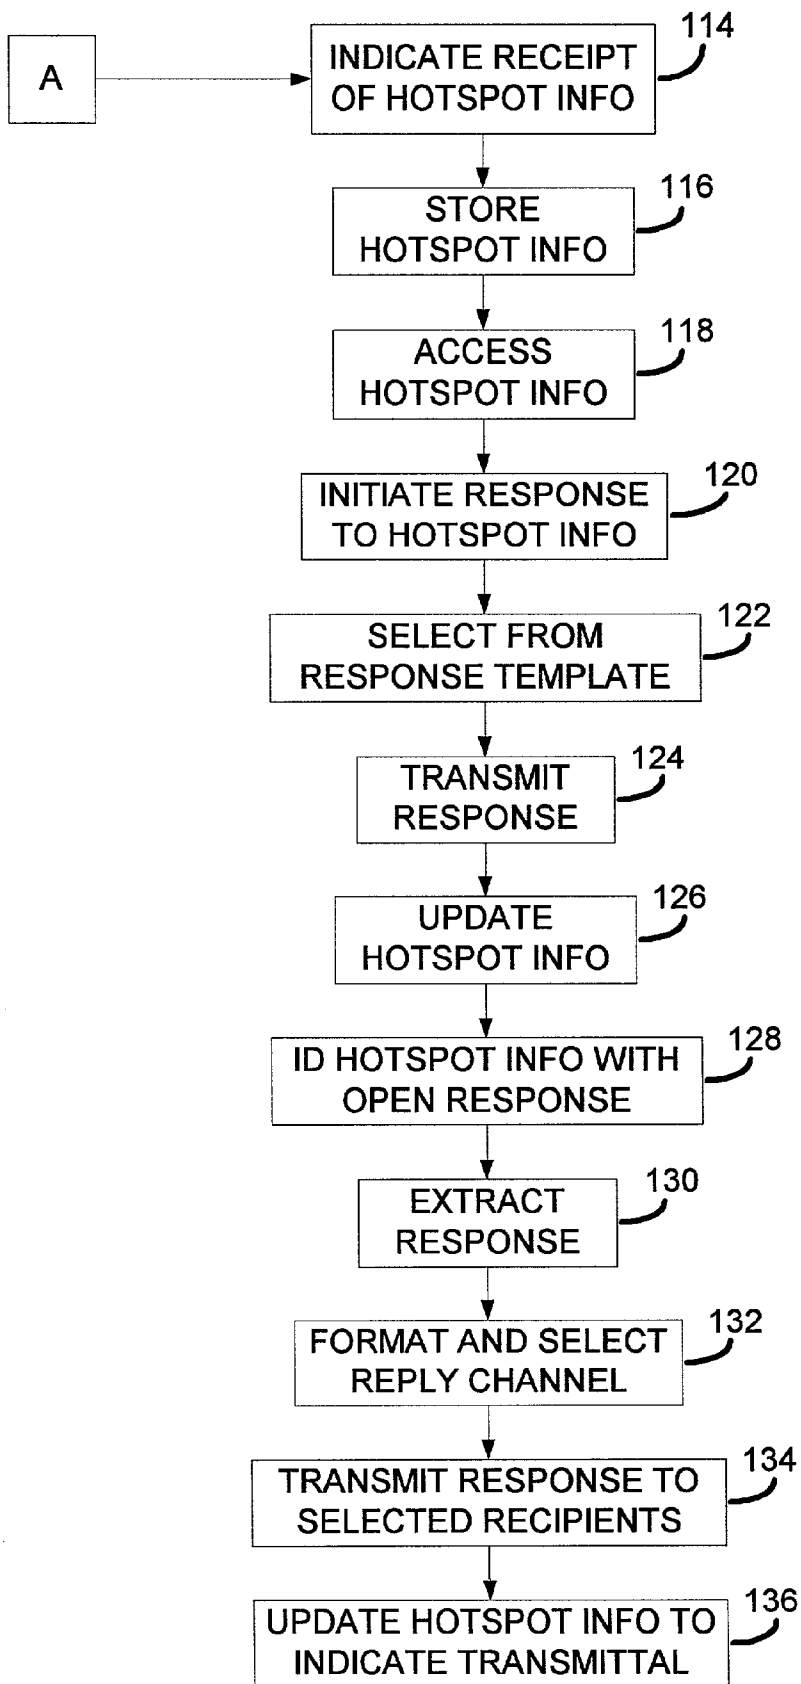 A
INDICATE RECEIPT
OF HOTSPOT INFO
114
STORE
HOTSPOT INFO
116
ACCESS
HOTSPOT INFO
118
INITIATE RESPONSE
TO HOTSPOT INFO
120
SELECT FROM
RESPONSE TEMPLATE
122
TRANSMIT
RESPONSE
124
UPDATE
HOTSPOT INFO
126
ID HOTSPOT INFO WITH
OPEN RESPONSE
128
EXTRACT
RESPONSE
130
FORMAT AND SELECT
REPLY CHANNEL
132
TRANSMIT RESPONSE TO
SELECTED RECIPIENTS
134
UPDATE HOTSPOT INFO TO
INDICATE TRANSMITTAL
136